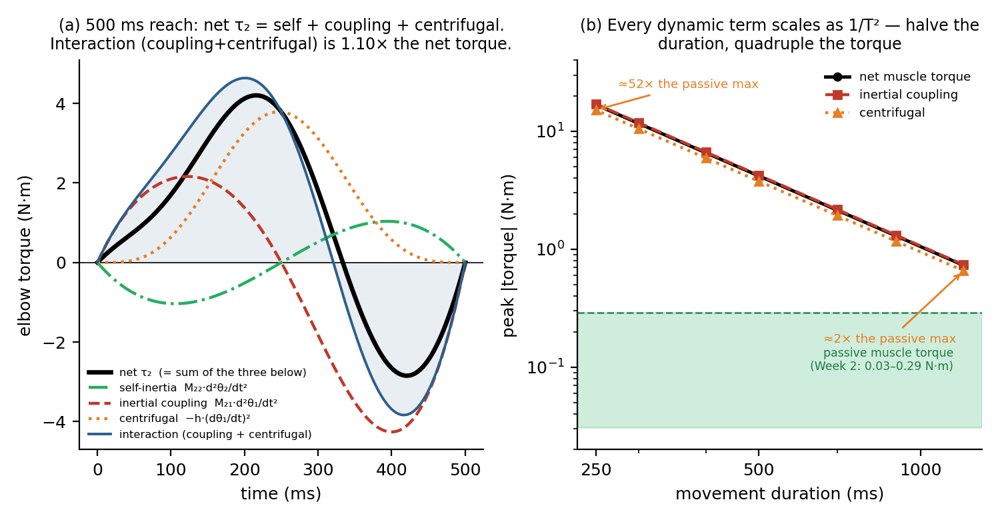 (a) 500 ms reach: net τ₂ = self + coupling + centrifugal.
Interaction (coupling+centrifugal) is 1.10× the net torque.
elbow torque (N·m)
4
2
0
−2
−4
net τ₂ (= sum of the three below)
self-inertia M₂₂·d²θ₂/dt²
inertial coupling M₂₁·d²θ₁/dt²
centrifugal −h·(dθ₁/dt)²
interaction (coupling + centrifugal)
0 100 200 300 400 500
time (ms)
(b) Every dynamic term scales as 1/T² — halve the
duration, quadruple the torque
peak |torque| (N·m)
10¹
10⁰
10⁻¹
≈52× the passive max
net muscle torque
inertial coupling
centrifugal
≈2× the passive max
passive muscle torque
(Week 2: 0.03–0.29 N·m)
250 500 1000
movement duration (ms)